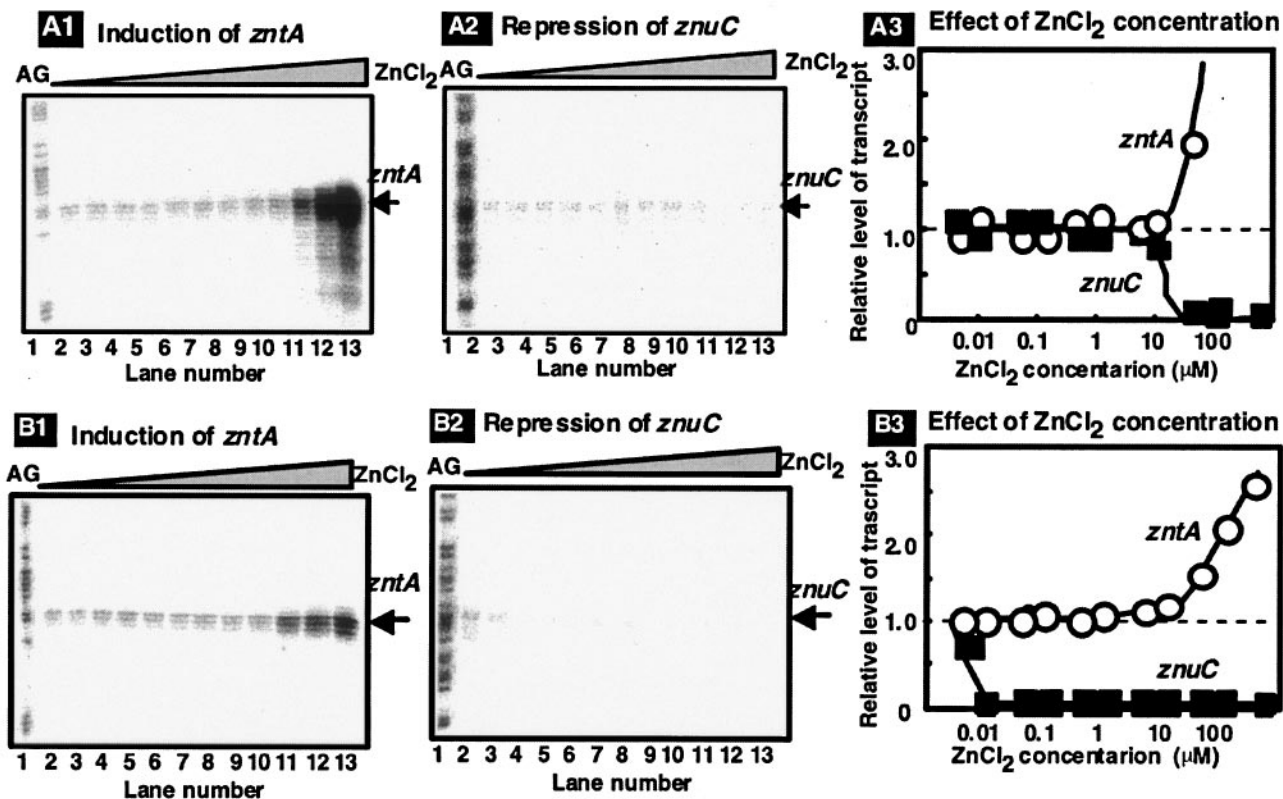 A1 Induction of zntA
AG ZnCl2
zntA
1 2 3 4 5 6 7 8 9 10 11 12 13
Lane number
A2 Repression of znuC
AG ZnCl2
znuC
1 2 3 4 5 6 7 8 9 10 11 12 13
Lane number
A3 Effect of ZnCl2 concentration
Relative level of transcript
3.0
2.0
1.0
0
zntA
znuC
0.01 0.1 1 10 100
ZnCl2 concentarion (μM)
B1 Induction of zntA
AG ZnCl2
zntA
1 2 3 4 5 6 7 8 9 10 11 12 13
Lane number
B2 Repression of znuC
AG ZnCl2
znuC
1 2 3 4 5 6 7 8 9 10 11 12 13
Lane number
B3 Effect of ZnCl2 concentration
Relative level of trascript
3.0
2.0
1.0
0
zntA
znuC
0.01 0.1 1 10 100
ZnCl2 concentarion (μM)